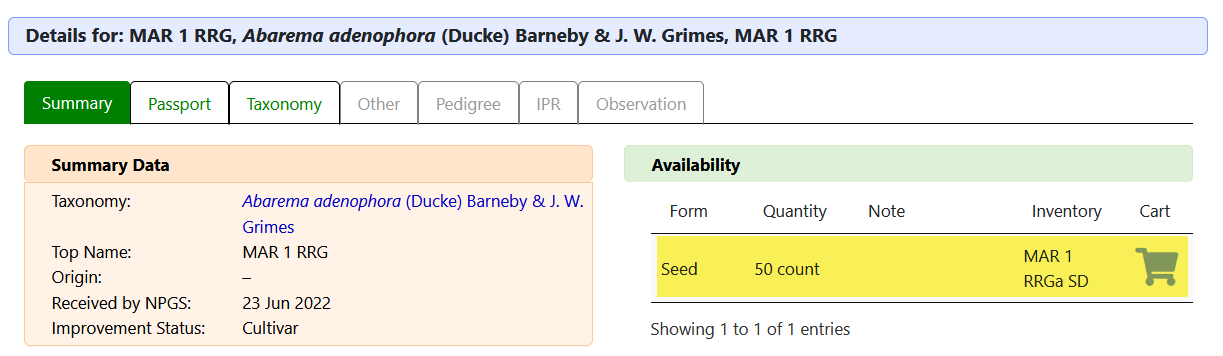 Details for: MAR 1 RRG, Abarema adenophora (Ducke) Barneby & J. W. Grimes, MAR 1 RRG
Summary Passport Taxonomy Other Pedigree IPR Observation
Summary Data
Taxonomy: Abarema adenophora (Ducke) Barneby & J. W.
Grimes
Top Name: MAR 1 RRG
Origin: –
Received by NPGS: 23 Jun 2022
Improvement Status: Cultivar
Availability
Form Quantity Note Inventory Cart
Seed 50 count MAR 1
RRGa SD
Showing 1 to 1 of 1 entries